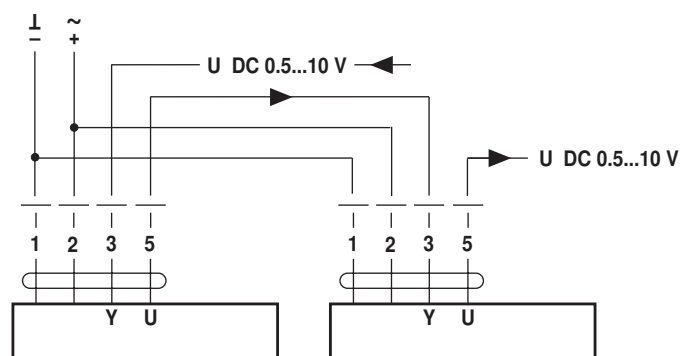 ⊥ ~
– +
U DC 0.5...10 V
U DC 0.5...10 V
1 2 3 5 1 2 3 5
Y U Y U